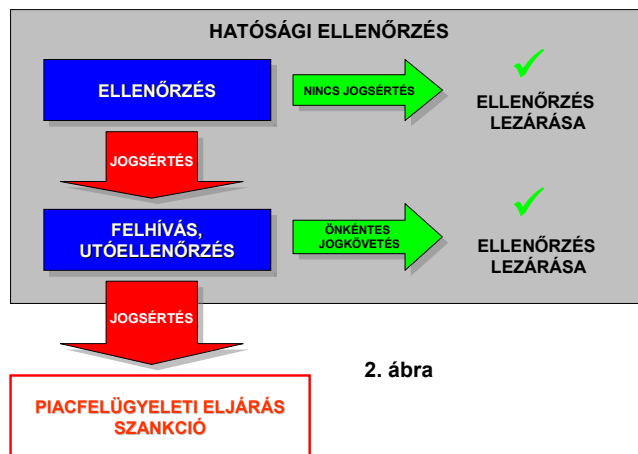 HATÓSÁGI ELLENŐRZÉS
ELLENŐRZÉS
NINCS JOGSÉRTÉS
ELLENŐRZÉS
LEZÁRÁSA
JOGSÉRTÉS
FELHÍVÁS,
UTÓELLENŐRZÉS
ÖNKÉNTES
JOGKÖVETÉS
ELLENŐRZÉS
LEZÁRÁSA
JOGSÉRTÉS
2. ábra
PIACFELÜGYELETI ELJÁRÁS
SZANKCIÓ